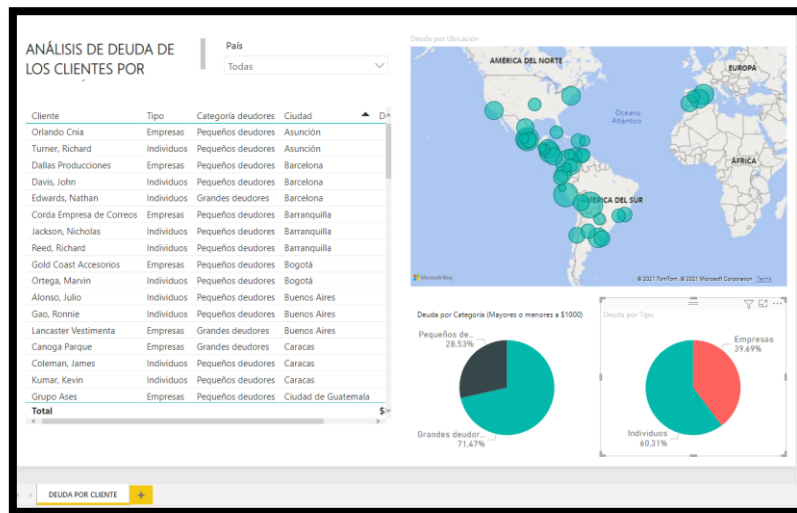 ANÁLISIS DE DEUDA DE
LOS CLIENTES POR
País
Todas
Cliente Tipo Categoría deudores Ciudad D
Orlando Cnia Empresas Pequeños deudores Asunción
Turner, Richard Individuos Pequeños deudores Asunción
Dallas Producciones Empresas Pequeños deudores Barcelona
Davis, John Individuos Pequeños deudores Barcelona
Edwards, Nathan Individuos Grandes deudores Barcelona
Corda Empresa de Correos Empresas Pequeños deudores Barranquilla
Jackson, Nicholas Individuos Pequeños deudores Barranquilla
Reed, Richard Individuos Pequeños deudores Barranquilla
Gold Coast Accesorios Empresas Pequeños deudores Bogotá
Ortega, Marvin Individuos Pequeños deudores Bogotá
Alonso, Julio Individuos Pequeños deudores Buenos Aires
Gao, Ronnie Individuos Pequeños deudores Buenos Aires
Lancaster Vestimenta Empresas Grandes deudores Buenos Aires
Canoga Parque Empresas Grandes deudores Caracas
Coleman, James Individuos Pequeños deudores Caracas
Kumar, Kevin Individuos Pequeños deudores Caracas
Grupo Ases Empresas Pequeños deudores Ciudad de Guatemala
Total $
Deuda por Ubicación
AMÉRICA DEL NORTE
EUROPA
Océano
Atlántico
ÁFRICA
AMÉRICA DEL SUR
Microsoft Bing
© 2021 TomTom, © 2021 Microsoft Corporation Terms
Deuda por Categoría (Mayores o menores a $1000)
Pequeños de...
28,53%
Grandes deudor...
71,47%
Deuda por Tipo
Empresas
39,69%
Individuos
60,31%
DEUDA POR CLIENTE +